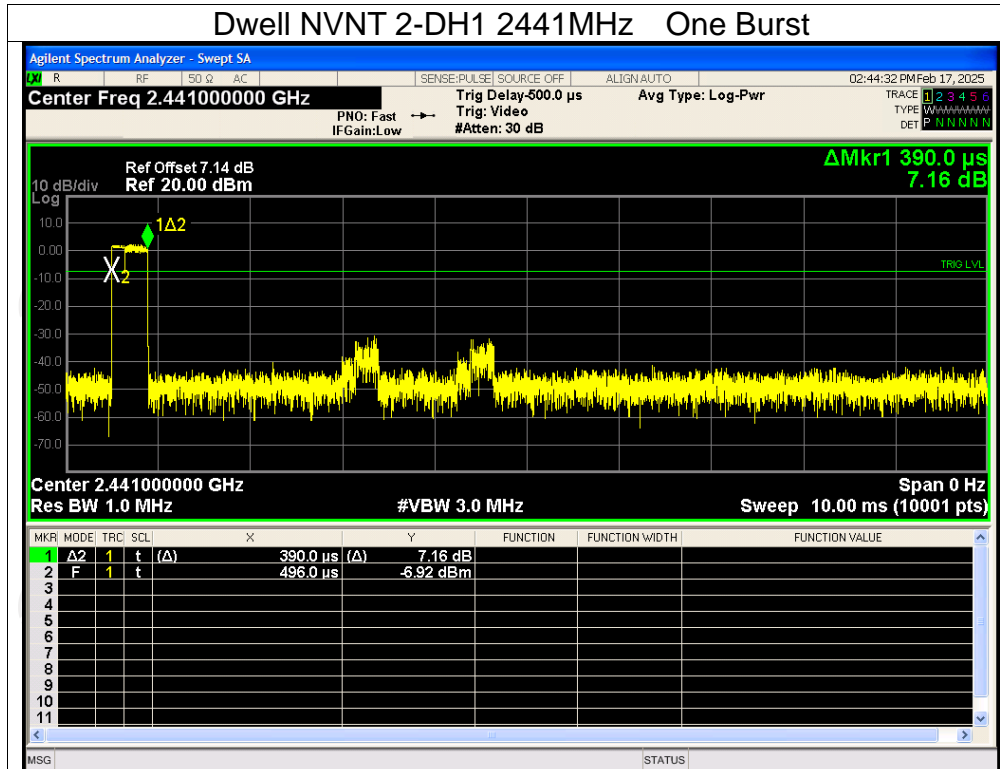 Dwell NVNT 2-DH1 2441MHz One Burst
Agilent Spectrum Analyzer - Swept SA
LXI R RF 50 Ω AC SENSE:PULSE SOURCE OFF ALIGNAUTO 02:44:32 PM Feb 17, 2025
Center Freq 2.441000000 GHz Trig Delay-500.0 µs Avg Type: Log-Pwr TRACE 1 2 3 4 5 6
PNO: Fast Trig: Video TYPE W
IFGain:Low #Atten: 30 dB DET P N N N N N
ΔMkr1 390.0 µs
Ref Offset 7.14 dB 7.16 dB
10 dB/div Ref 20.00 dBm
Log
10.0
1Δ2
0.00
TRIG LVL
2
-10.0
-20.0
-30.0
-40.0
-50.0
-60.0
-70.0
Center 2.441000000 GHz Span 0 Hz
Res BW 1.0 MHz #VBW 3.0 MHz Sweep 10.00 ms (10001 pts)
MKR MODE TRC SCL X Y FUNCTION FUNCTION WIDTH FUNCTION VALUE
1 Δ2 1 t (Δ) 390.0 µs (Δ) 7.16 dB
2 F 1 t 496.0 µs -6.92 dBm
3
4
5
6
7
8
9
10
11
MSG STATUS